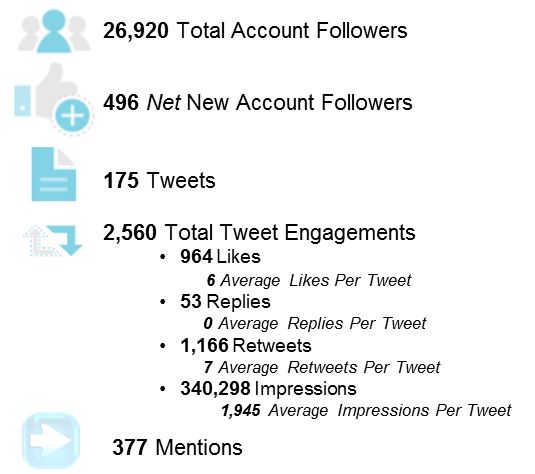 26,920 Total Account Followers
496 Net New Account Followers
175 Tweets
2,560 Total Tweet Engagements
• 964 Likes
6 Average Likes Per Tweet
• 53 Replies
0 Average Replies Per Tweet
• 1,166 Retweets
7 Average Retweets Per Tweet
• 340,298 Impressions
1,945 Average Impressions Per Tweet
377 Mentions